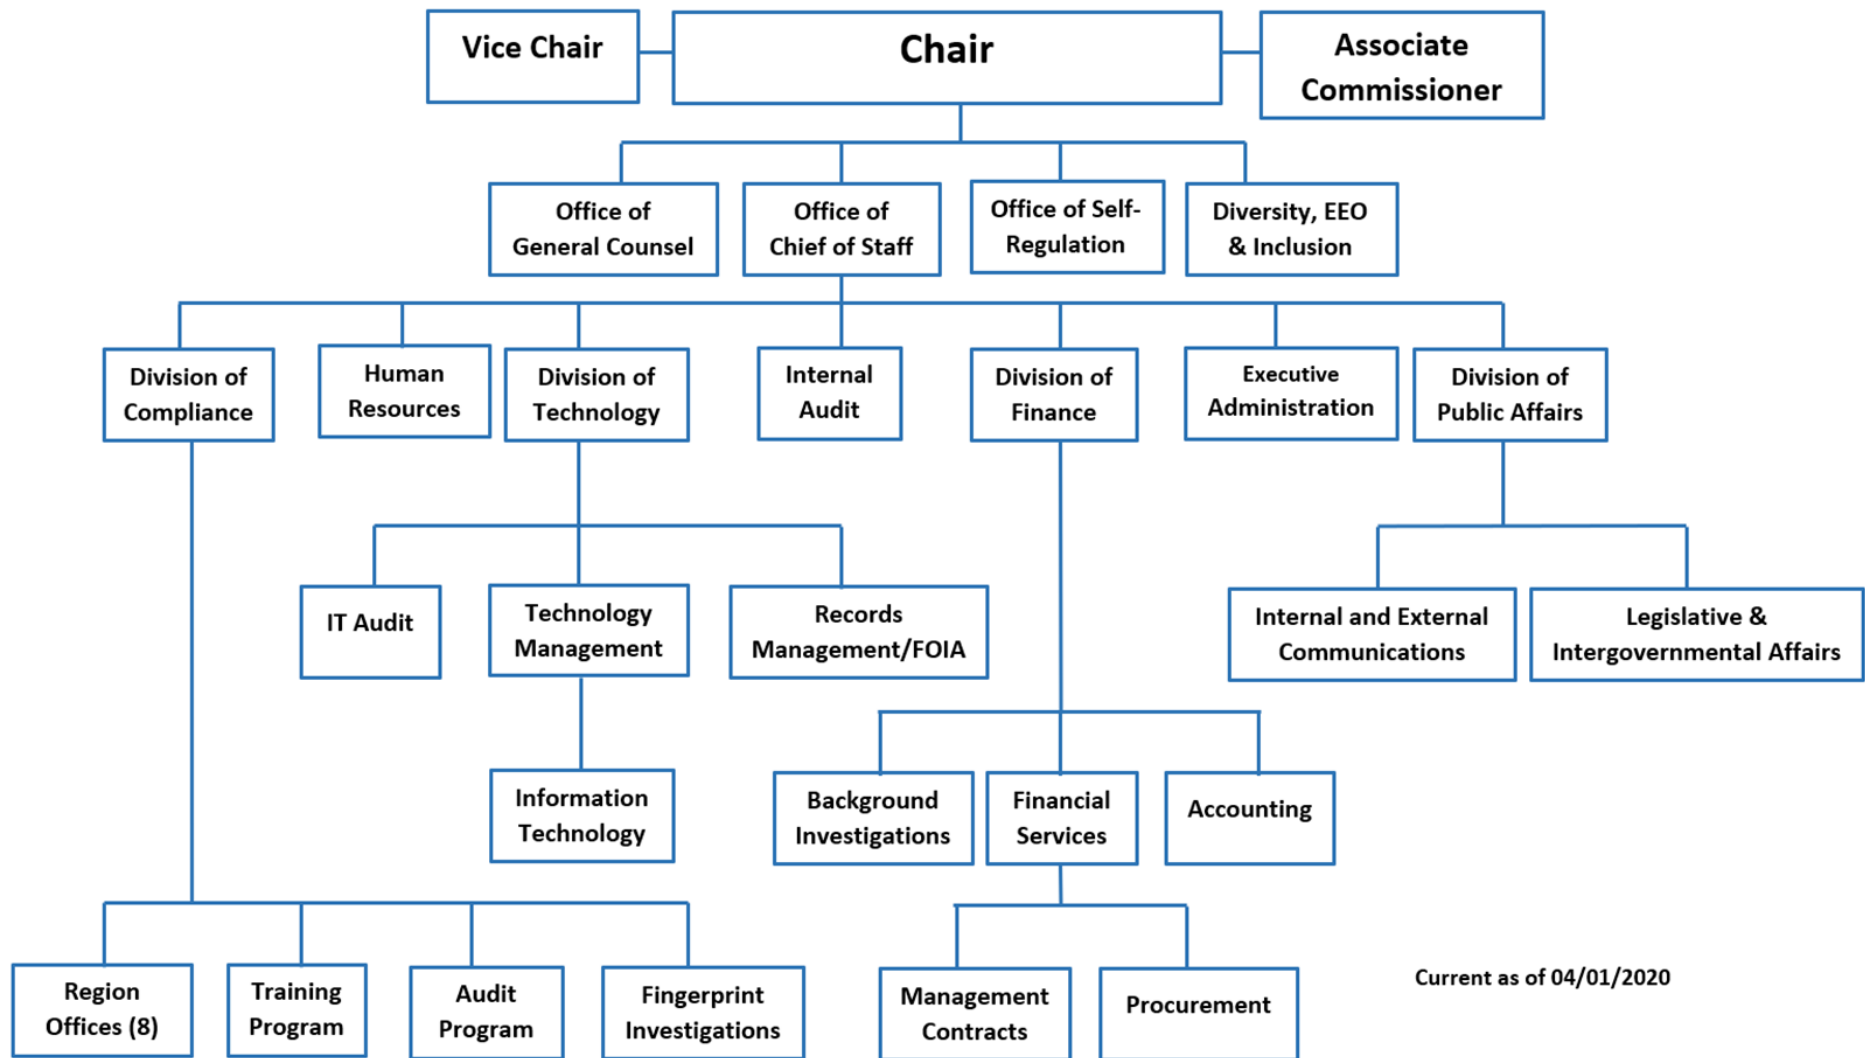 Vice Chair
Chair
Associate
Commissioner
Office of
General Counsel
Office of
Chief of Staff
Office of Self-
Regulation
Diversity, EEO
& Inclusion
Division of
Compliance
Human
Resources
Division of
Technology
Internal
Audit
Division of
Finance
Executive
Administration
Division of
Public Affairs
IT Audit
Technology
Management
Records
Management/FOIA
Internal and External
Communications
Legislative &
Intergovernmental Affairs
Information
Technology
Background
Investigations
Financial
Services
Accounting
Region
Offices (8)
Training
Program
Audit
Program
Fingerprint
Investigations
Management
Contracts
Procurement
Current as of 04/01/2020